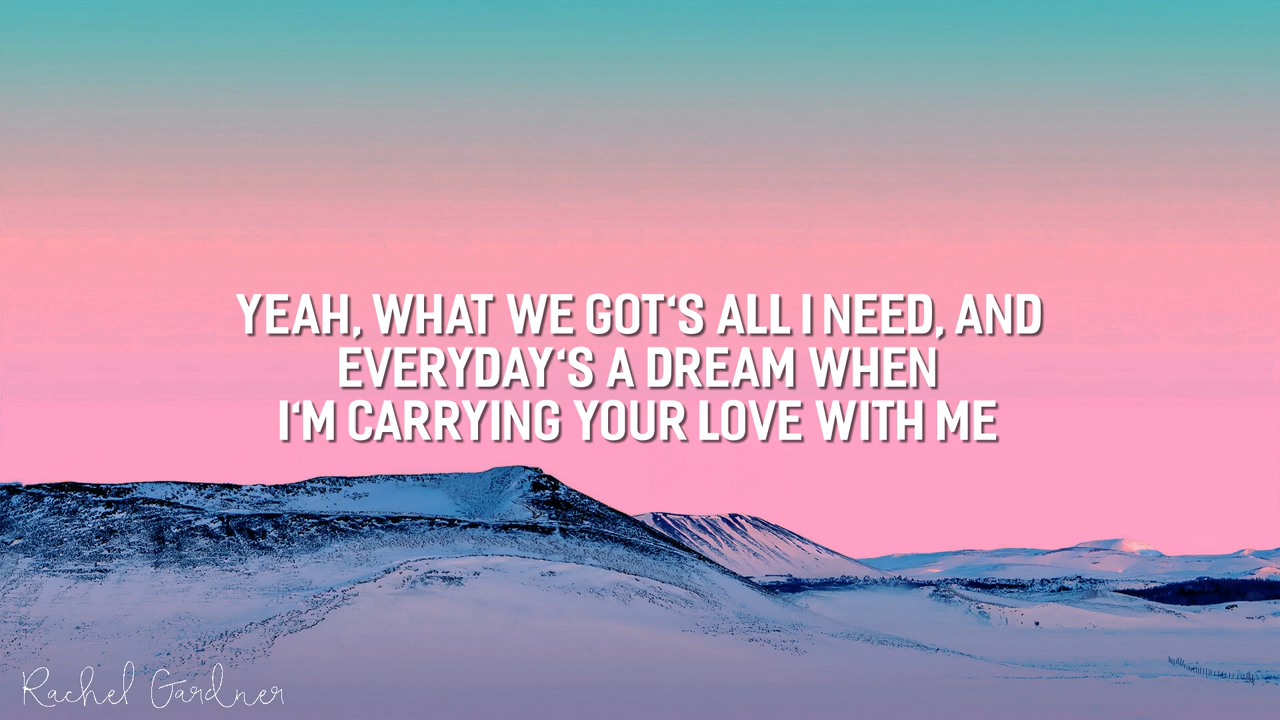 YEAH, WHAT WE GOT‘S ALL I NEED, AND
EVERYDAY‘S A DREAM WHEN
I‘M CARRYING YOUR LOVE WITH ME
Rachel Gardner